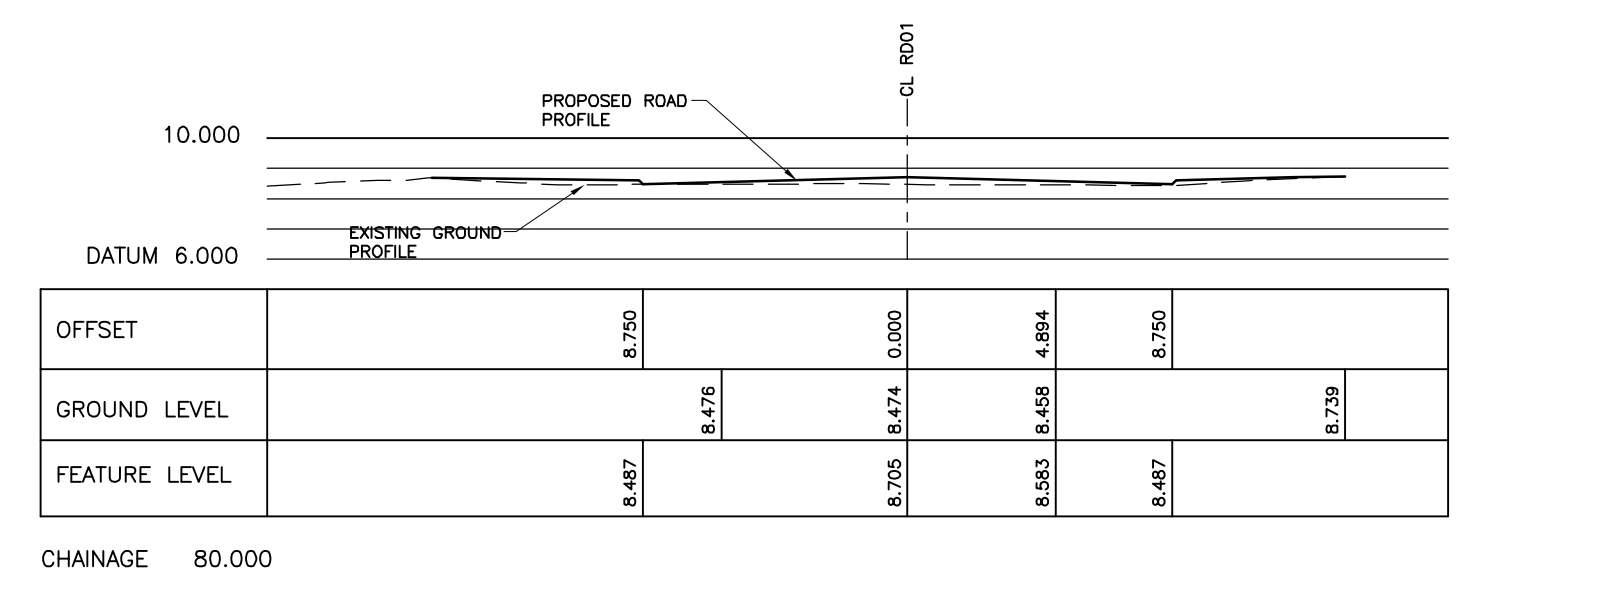 CL RD01
PROPOSED ROAD
PROFILE
10.000
EXISTING GROUND
PROFILE
DATUM 6.000
OFFSET 8.750 0.000 4.894 8.750
GROUND LEVEL 8.476 8.474 8.458 8.739
FEATURE LEVEL 8.487 8.705 8.583 8.487
CHAINAGE 80.000